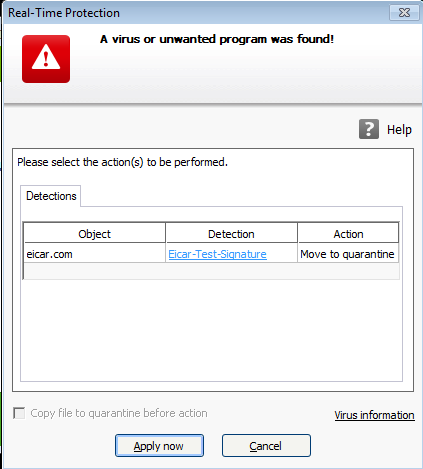 Real-Time Protection
A virus or unwanted program was found!
? Help
Please select the action(s) to be performed.
Detections
Object Detection Action
eicar.com Eicar-Test-Signature Move to quarantine
Copy file to quarantine before action
Virus information
Apply now Cancel